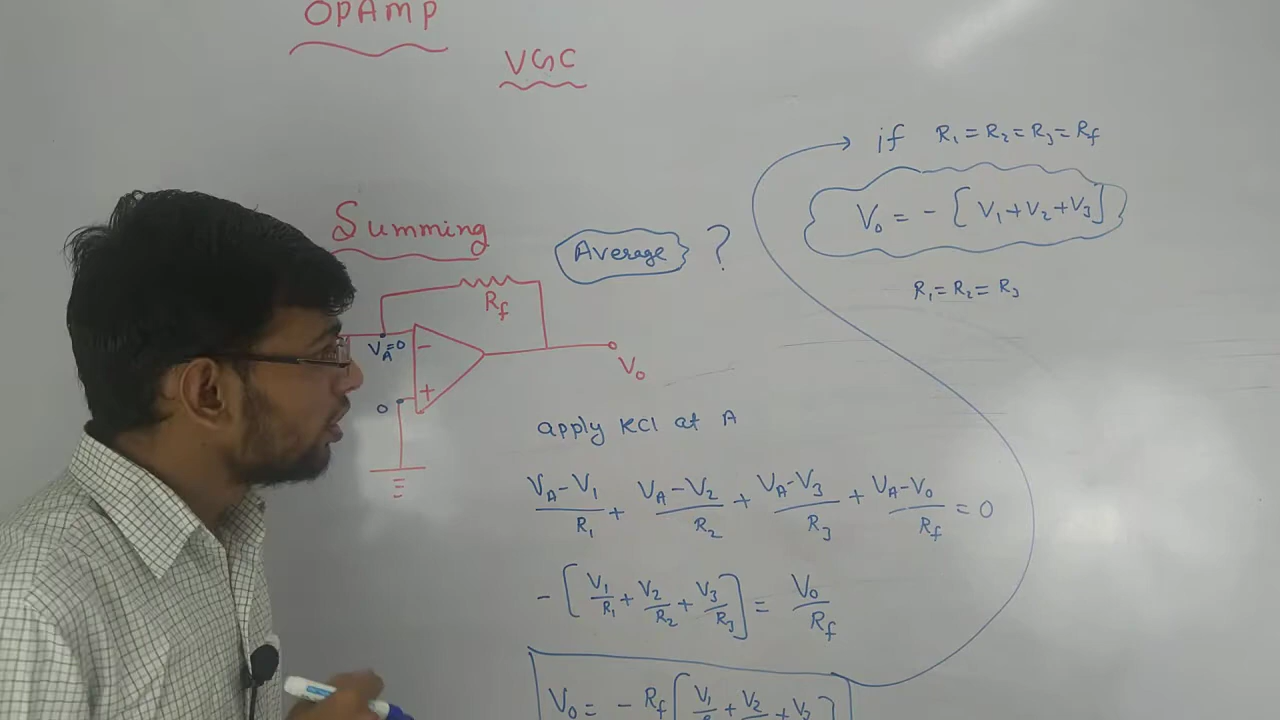 OPAMP
VGC
Summing
Average ?
Rf
VA=0
−
+
0
V0
if R1 = R2 = R3 = Rf
V0 = - [ V1 + V2 + V3 ]
R1 = R2 = R3
apply KCl at A
VA-V1/R1 + VA-V2/R2 + VA-V3/R3 + VA-V0/Rf = 0
- [ V1/R1 + V2/R2 + V3/R3 ] = V0/Rf
V0 = - Rf [ V1 + V2 + V3 ]